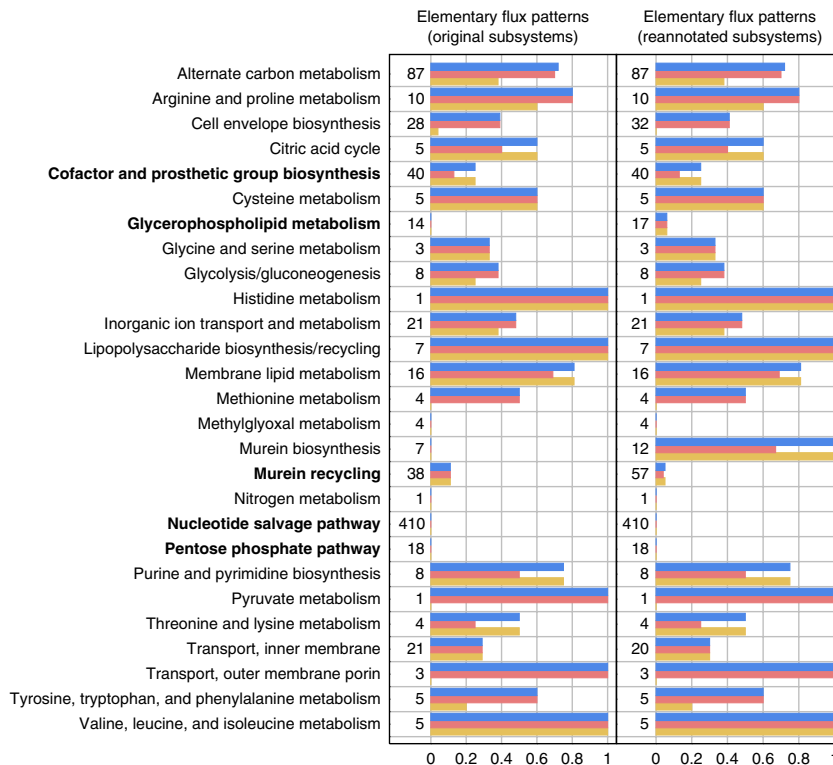 Elementary flux patterns Elementary flux patterns
(original subsystems) (reannotated subsystems)
Alternate carbon metabolism 87 87
Arginine and proline metabolism 10 10
Cell envelope biosynthesis 28 32
Citric acid cycle 5 5
Cofactor and prosthetic group biosynthesis 40 40
Cysteine metabolism 5 5
Glycerophospholipid metabolism 14 17
Glycine and serine metabolism 3 3
Glycolysis/gluconeogenesis 8 8
Histidine metabolism 1 1
Inorganic ion transport and metabolism 21 21
Lipopolysaccharide biosynthesis/recycling 7 7
Membrane lipid metabolism 16 16
Methionine metabolism 4 4
Methylglyoxal metabolism 4 4
Murein biosynthesis 7 12
Murein recycling 38 57
Nitrogen metabolism 1 1
Nucleotide salvage pathway 410 410
Pentose phosphate pathway 18 18
Purine and pyrimidine biosynthesis 8 8
Pyruvate metabolism 1 1
Threonine and lysine metabolism 4 4
Transport, inner membrane 21 20
Transport, outer membrane porin 3 3
Tyrosine, tryptophan, and phenylalanine metabolism 5 5
Valine, leucine, and isoleucine metabolism 5 5
0 0.2 0.4 0.6 0.8 1 0 0.2 0.4 0.6 0.8